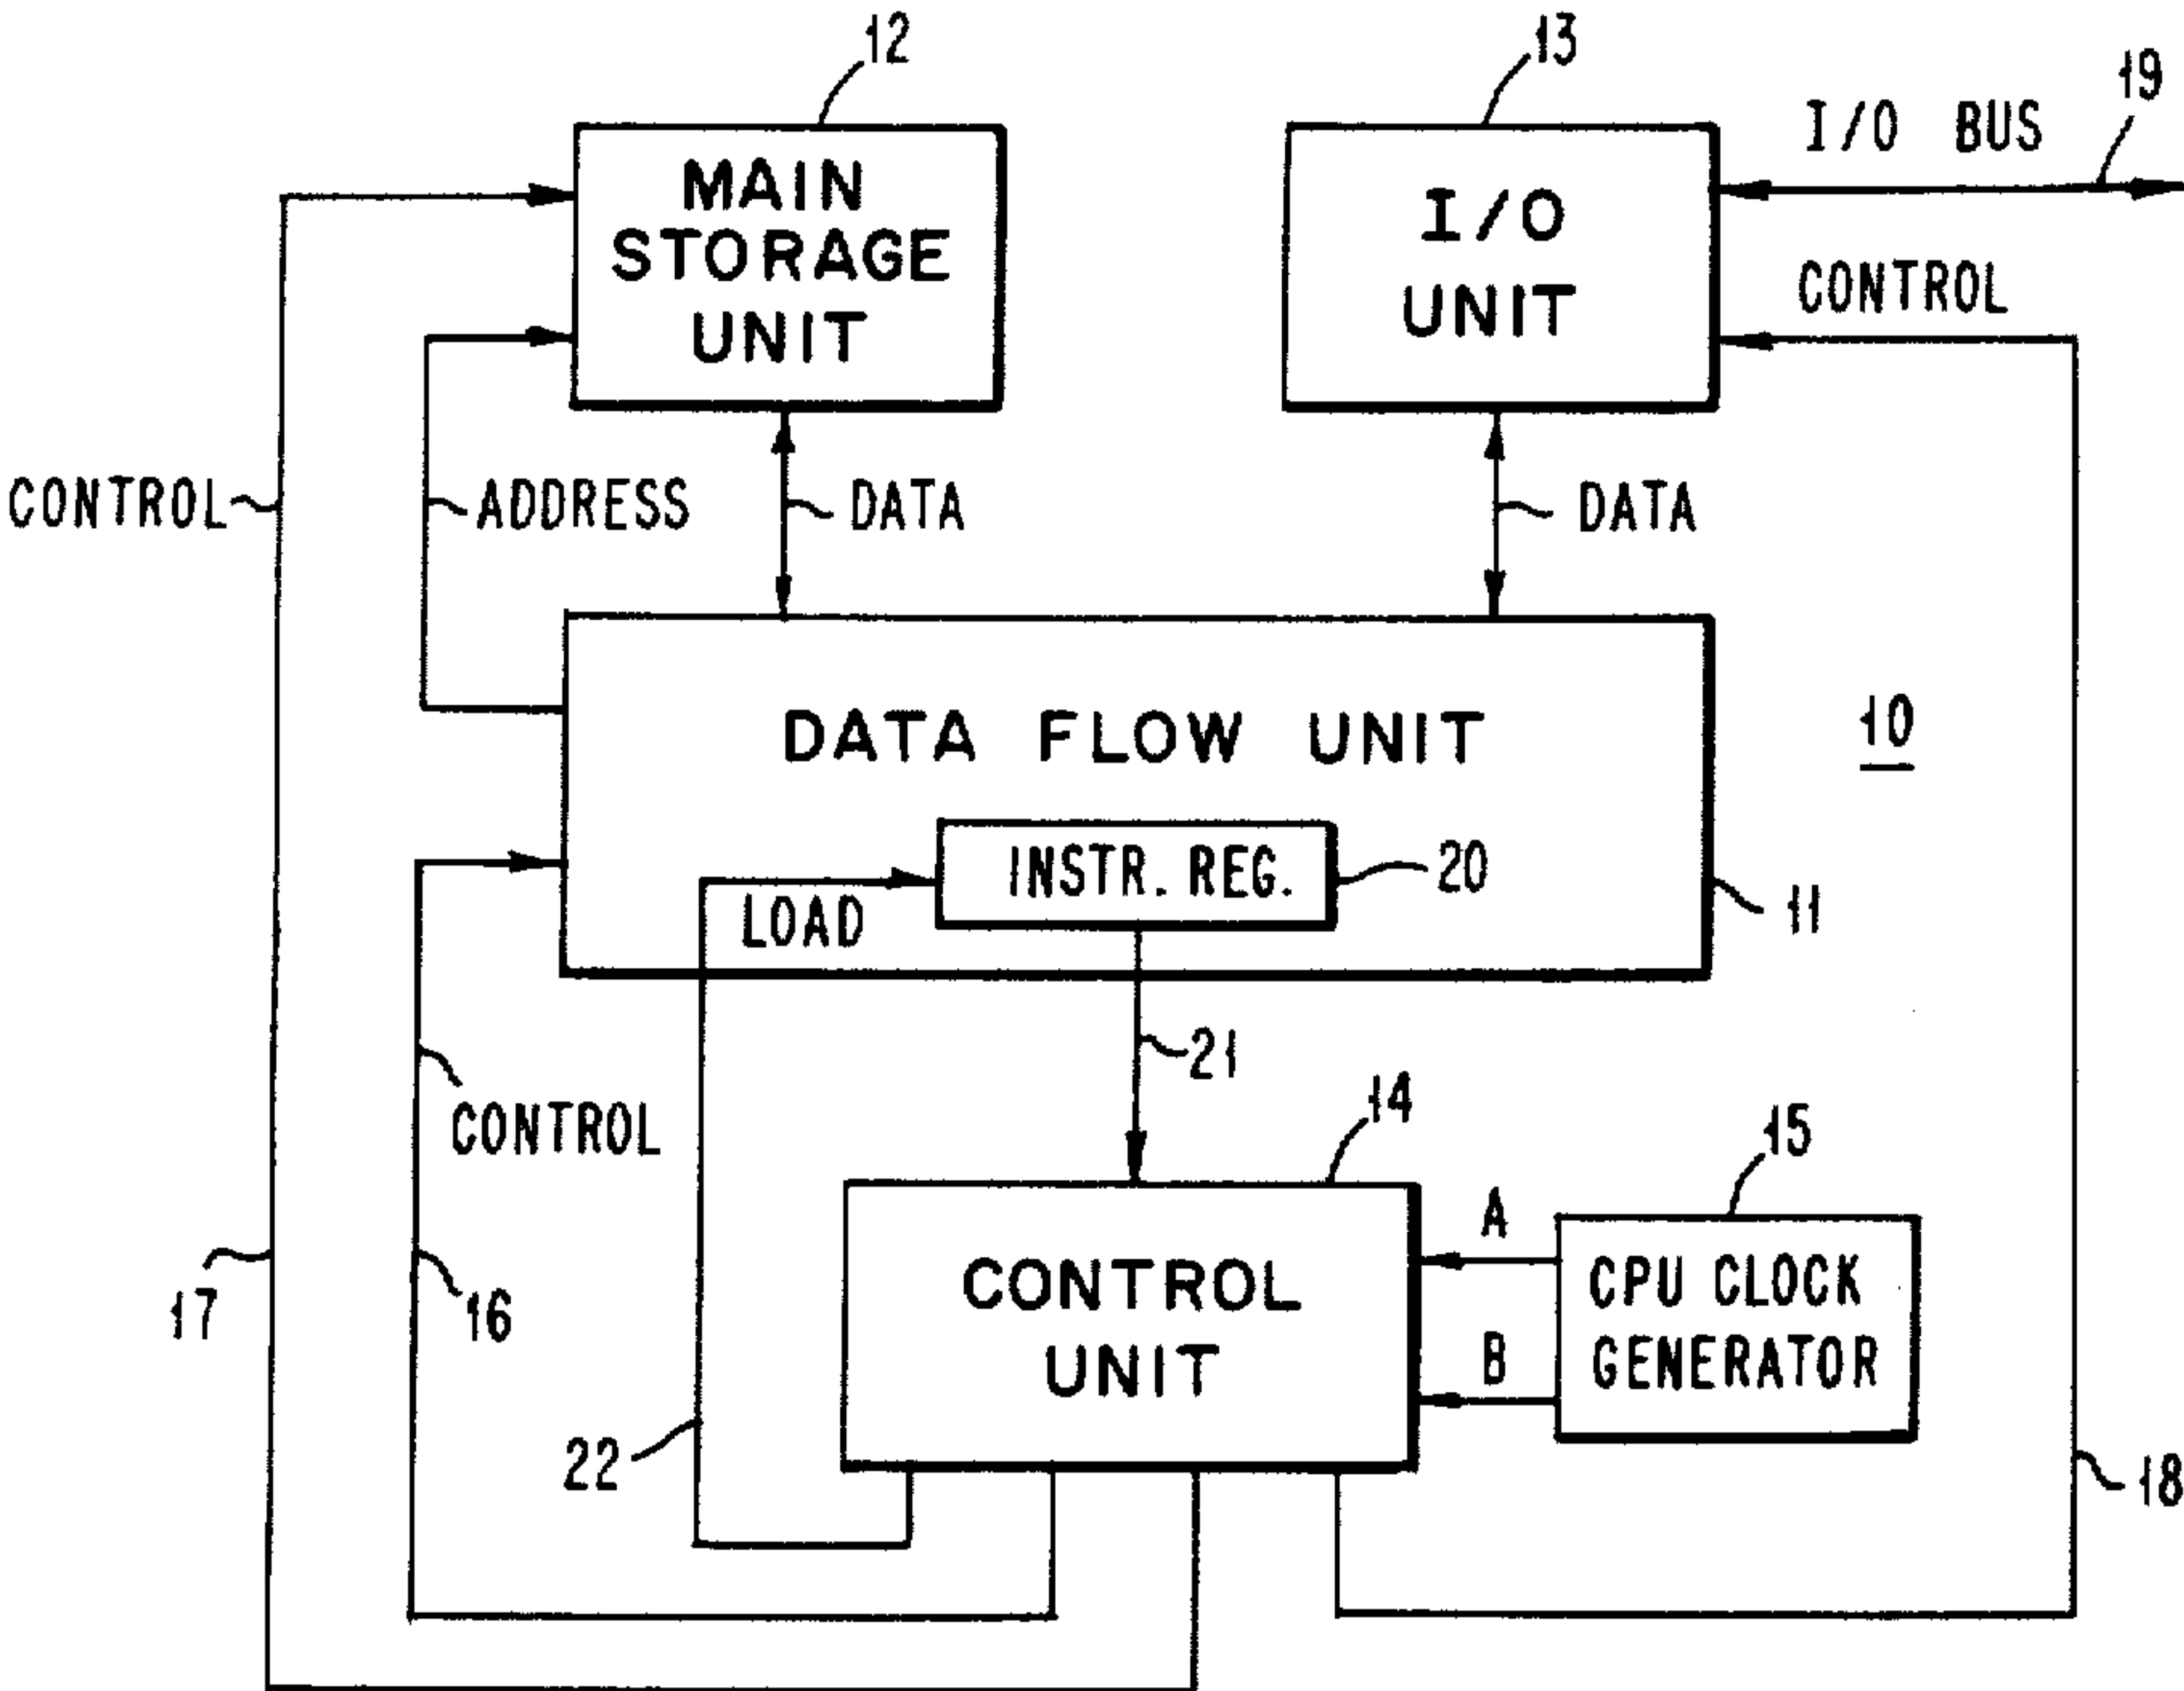 12
13
19
I/O BUS
MAIN
STORAGE
UNIT
I/O
UNIT
CONTROL
CONTROL
ADDRESS
DATA
DATA
DATA FLOW UNIT
10
INSTR. REG.
20
LOAD
11
21
CONTROL
14
15
A
CONTROL
UNIT
CPU CLOCK
GENERATOR
B
17
16
22
18